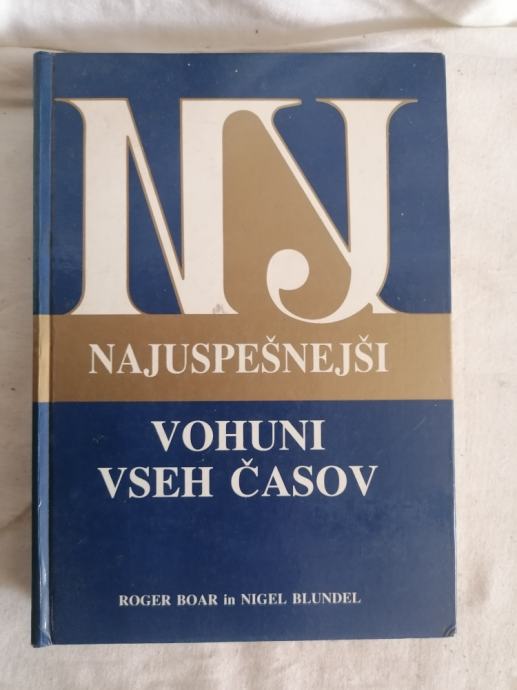 NJ
NAJUSPEŠNEJŠI
VOHUNI
VSEH ČASOV
ROGER BOAR in NIGEL BLUNDEL